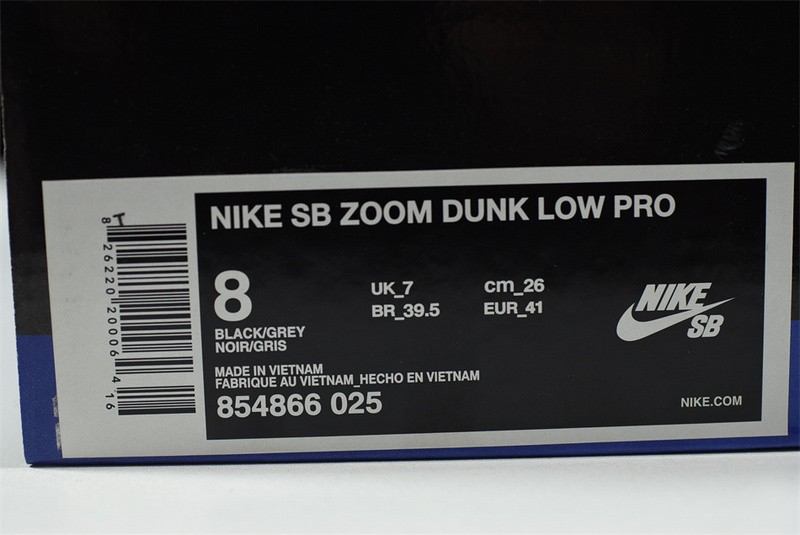 NIKE SB ZOOM DUNK LOW PRO
8
UK_7
cm_26
BR_39.5
EUR_41
BLACK/GREY
NOIR/GRIS
NIKE
SB
MADE IN VIETNAM
FABRIQUE AU VIETNAM_HECHO EN VIETNAM
854866 025
NIKE.COM
T
8 26220 20006 4 16